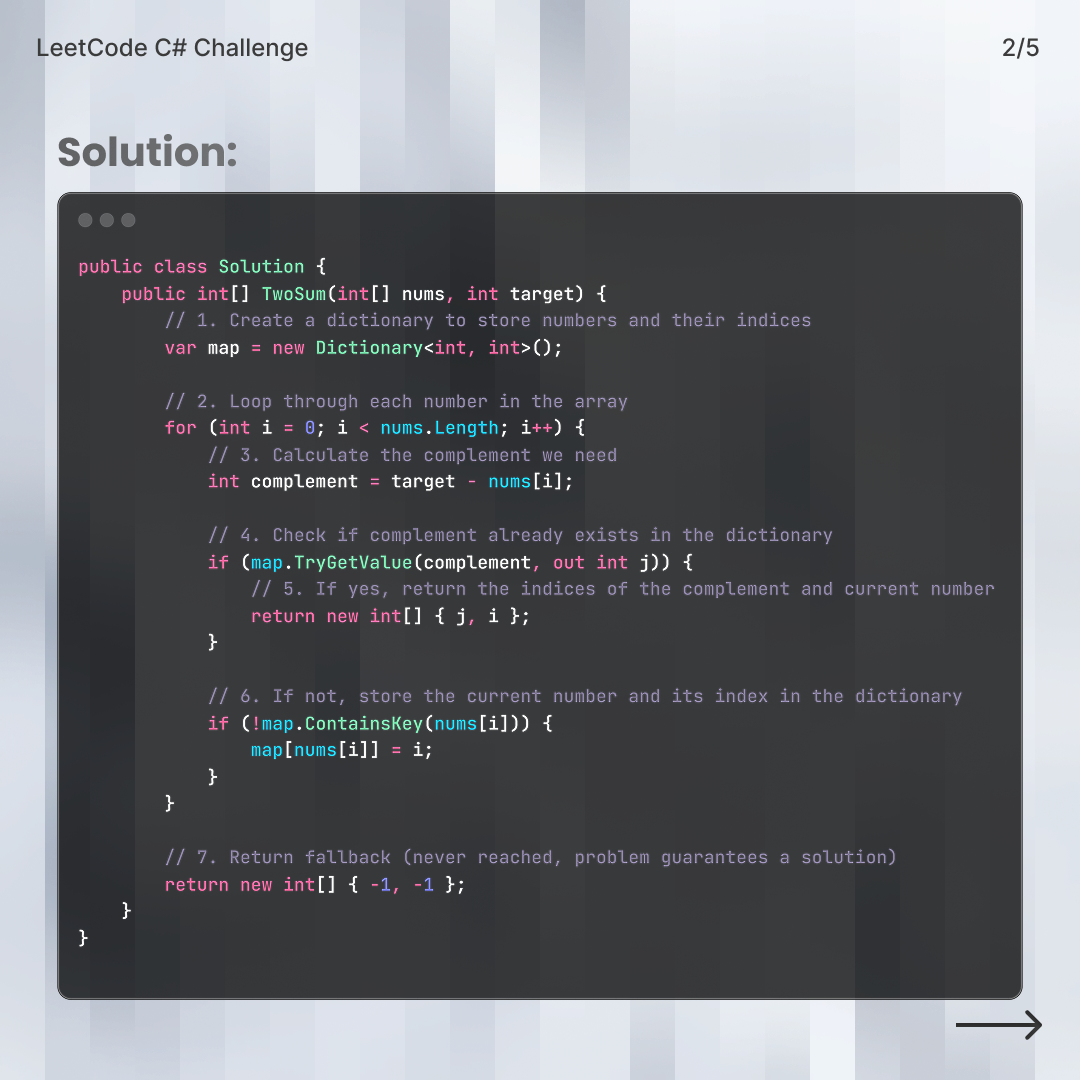 LeetCode C# Challenge
2/5
Solution:
public class Solution {
    public int[] TwoSum(int[] nums, int target) {
        // 1. Create a dictionary to store numbers and their indices
        var map = new Dictionary<int, int>();

        // 2. Loop through each number in the array
        for (int i = 0; i < nums.Length; i++) {
            // 3. Calculate the complement we need
            int complement = target - nums[i];

            // 4. Check if complement already exists in the dictionary
            if (map.TryGetValue(complement, out int j)) {
                // 5. If yes, return the indices of the complement and current number
                return new int[] { j, i };
            }

            // 6. If not, store the current number and its index in the dictionary
            if (!map.ContainsKey(nums[i])) {
                map[nums[i]] = i;
            }
        }

        // 7. Return fallback (never reached, problem guarantees a solution)
        return new int[] { -1, -1 };
    }
}